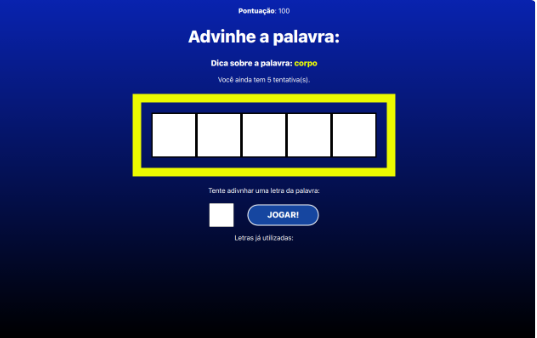 Pontuação: 100
Advinhe a palavra:
Dica sobre a palavra: corpo
Você ainda tem 5 tentativa(s).
Tente adivnhar uma letra da palavra:
JOGAR!
Letras já utilizadas: